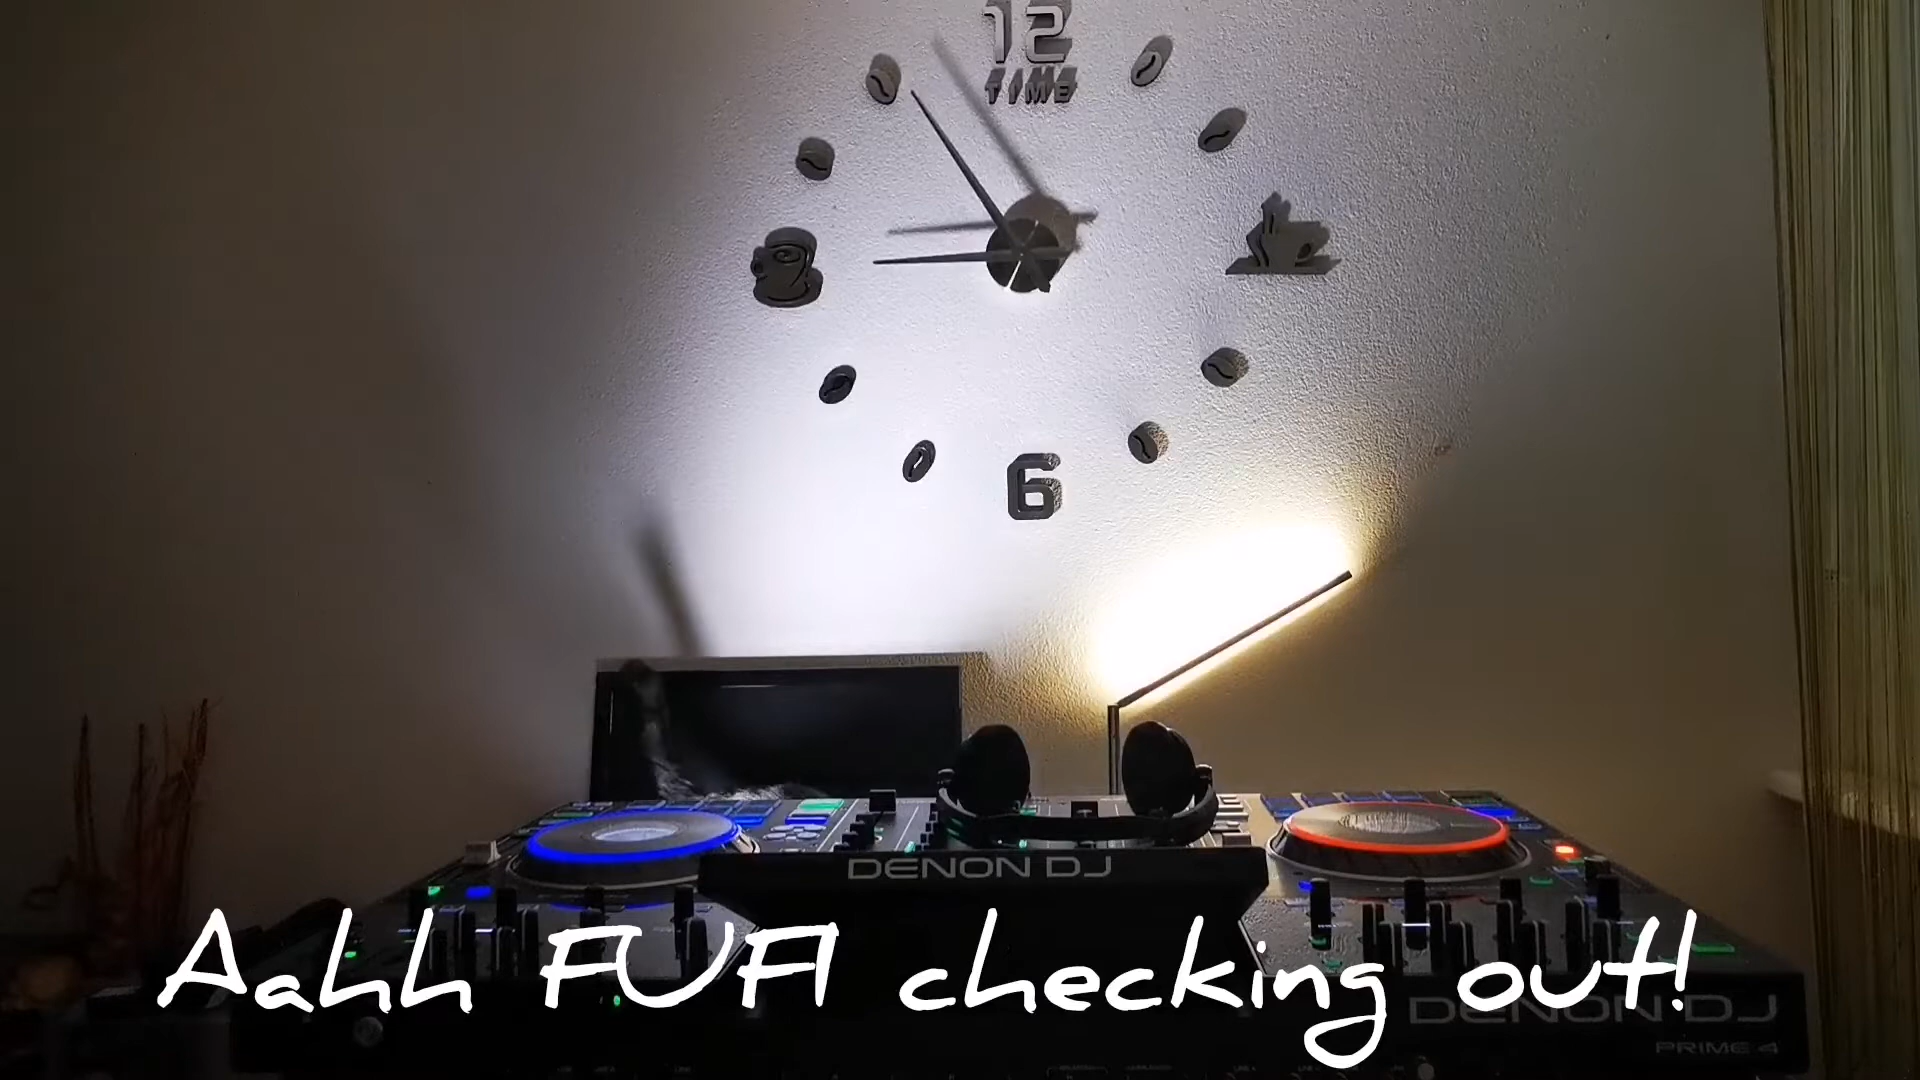 12
TIME
6
DENON DJ
Aahh FUFI checking out!
DENON DJ
PRIME 4